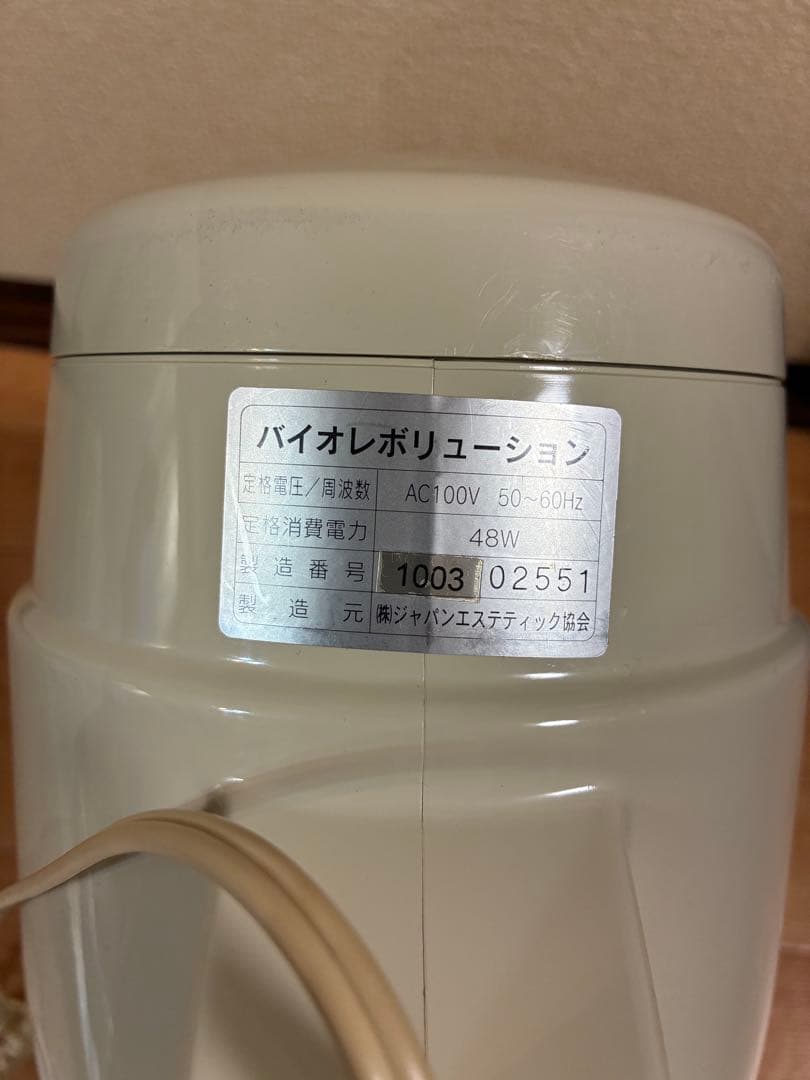 バイオレボリューション
定格電圧/周波数 AC100V 50~60Hz
定格消費電力 48W
製造番号 1003 02551
製造元 ㈱ジャパンエステティック協会